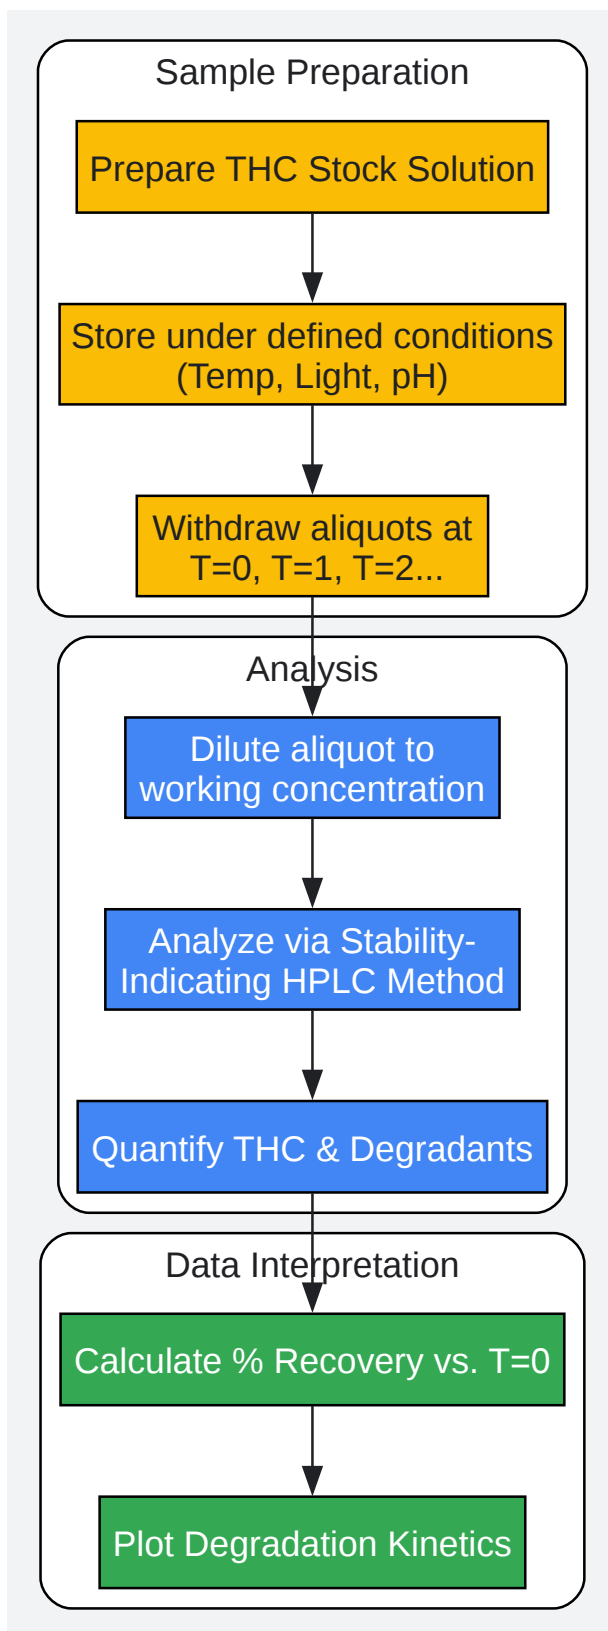 Sample Preparation
Prepare THC Stock Solution
Store under defined conditions
(Temp, Light, pH)
Withdraw aliquots at
T=0, T=1, T=2...
Analysis
Dilute aliquot to
working concentration
Analyze via Stability-
Indicating HPLC Method
Quantify THC & Degradants
Data Interpretation
Calculate % Recovery vs. T=0
Plot Degradation Kinetics